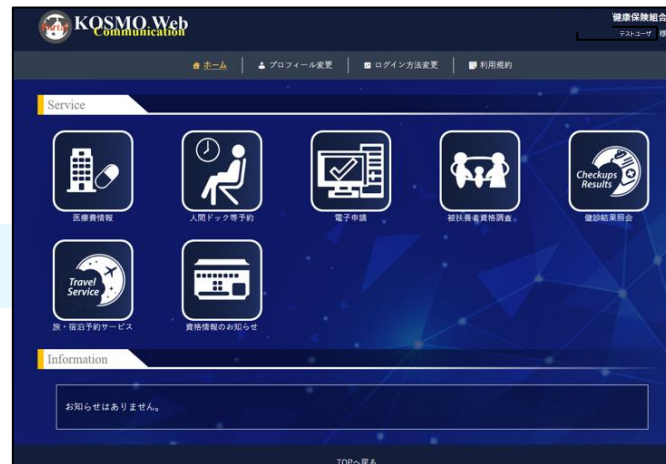 KOSMO Web
Communication
健康保険組合
テストユーザ 様
ホーム
プロフィール変更
ログイン方法変更
利用規約
Service
医療費情報
人間ドック等予約
電子申請
被扶養者資格調査
Checkups
Results
健診結果照会
Travel
Service
旅・宿泊予約サービス
資格情報のお知らせ
Information
お知らせはありません。
TOPへ戻る